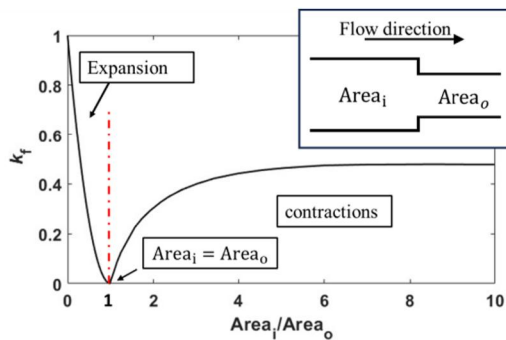 Flow direction
Area_i
Area_o
Expansion
contractions
Area_i = Area_o
k_f
1
0.8
0.6
0.4
0.2
0
0
1
2
4
6
8
10
Area_i/Area_o